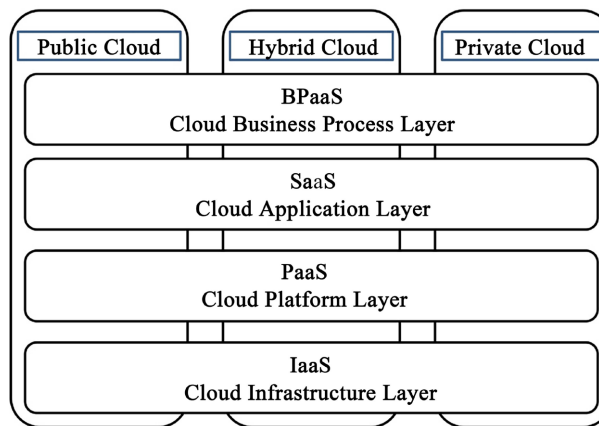 Public Cloud
Hybrid Cloud
Private Cloud
BPaaS
Cloud Business Process Layer
SaaS
Cloud Application Layer
PaaS
Cloud Platform Layer
IaaS
Cloud Infrastructure Layer